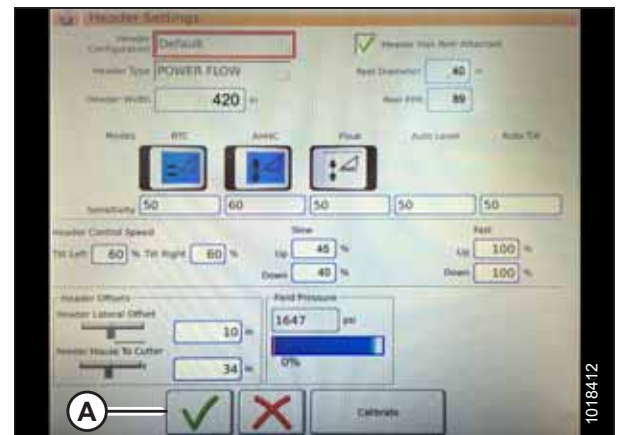 Header Settings
Header Configuration Default
Header Has Reel Attached
Header Type POWER FLOW
Reel Diameter 40 in
Header Width 420 in
Reel PPR 89
Modes RTC AHHC Float Auto Level Auto Tilt
Sensitivity 50 60 50 50 50
Header Control Speed
Slow Fast
Tilt Left 60 % Tilt Right 60 % Up 45 % Up 100 %
Down 40 % Down 100 %
Header Offsets Field Pressure
Header Lateral Offset
10 in 1647 psi
Feeder House To Cutter
34 in 0%
A
Calibrate
1018412